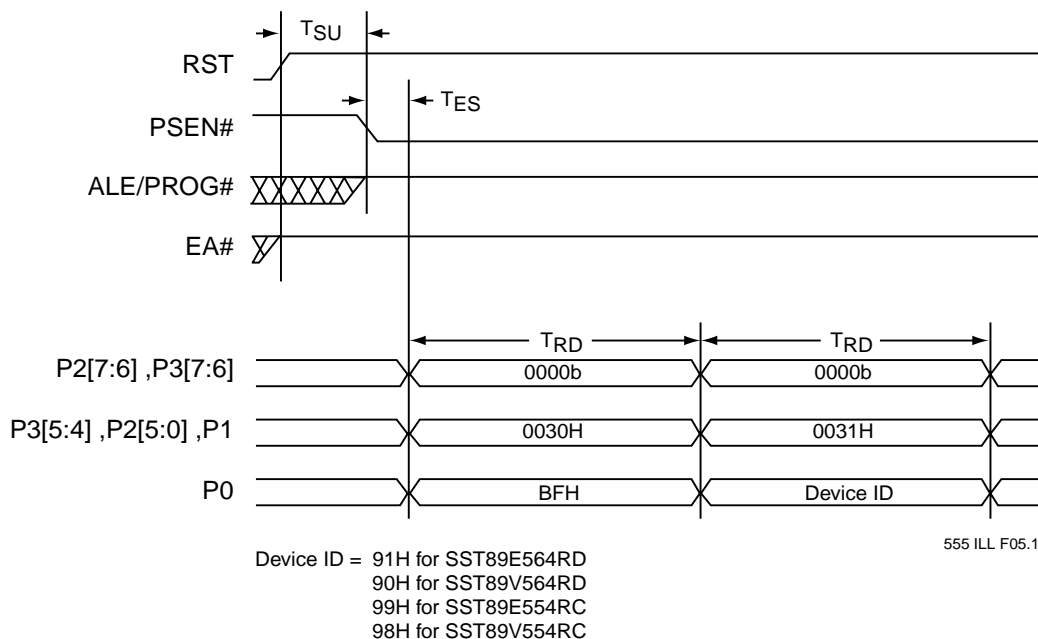 TSU
RST
TES
PSEN#
ALE/PROG#
EA#
TRD TRD
P2[7:6] ,P3[7:6] 0000b 0000b
P3[5:4] ,P2[5:0] ,P1 0030H 0031H
P0 BFH Device ID
555 ILL F05.1
Device ID = 91H for SST89E564RD
90H for SST89V564RD
99H for SST89E554RC
98H for SST89V554RC